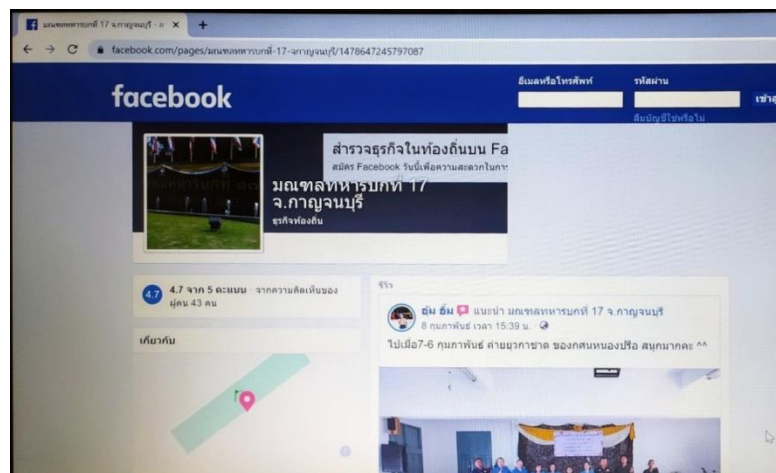 มณฑลทหารบกที่ 17 จ.กาญจนบุรี - ส
facebook.com/pages/มณฑลทหารบกที่-17-จกาญจนบุรี/1478647245797087
facebook
อีเมลหรือโทรศัพท์
รหัสผ่าน
เข้าสู่
ลืมบัญชีใช่หรือไม่
สำรวจธุรกิจในท้องถิ่นบน Fa
สมัคร Facebook วันนี้เพื่อความสะดวกในการ
มณฑลทหารบกที่ 17
จ.กาญจนบุรี
ธุรกิจท้องถิ่น
4.7
4.7 จาก 5 คะแนน · จากความคิดเห็นของ
ผู้คน 43 คน
เกี่ยวกับ
รีวิว
ธุ้ม ยิ้ม แนะนำ มณฑลทหารบกที่ 17 จ.กาญจนบุรี
8 กุมภาพันธ์ เวลา 15:39 น. ·
ไปเมื่อ7-6 กุมภาพันธ์ ค่ายยุวกาชาด ของกศนหนองปรือ สนุกมากคะ ^^